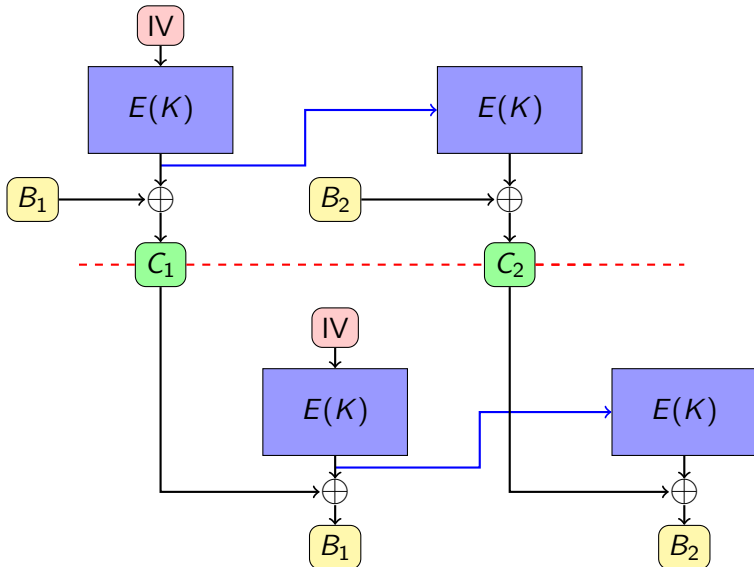 IV
E(K) E(K)
B₁ B₂
C₁ C₂
IV
E(K) E(K)
B₁ B₂